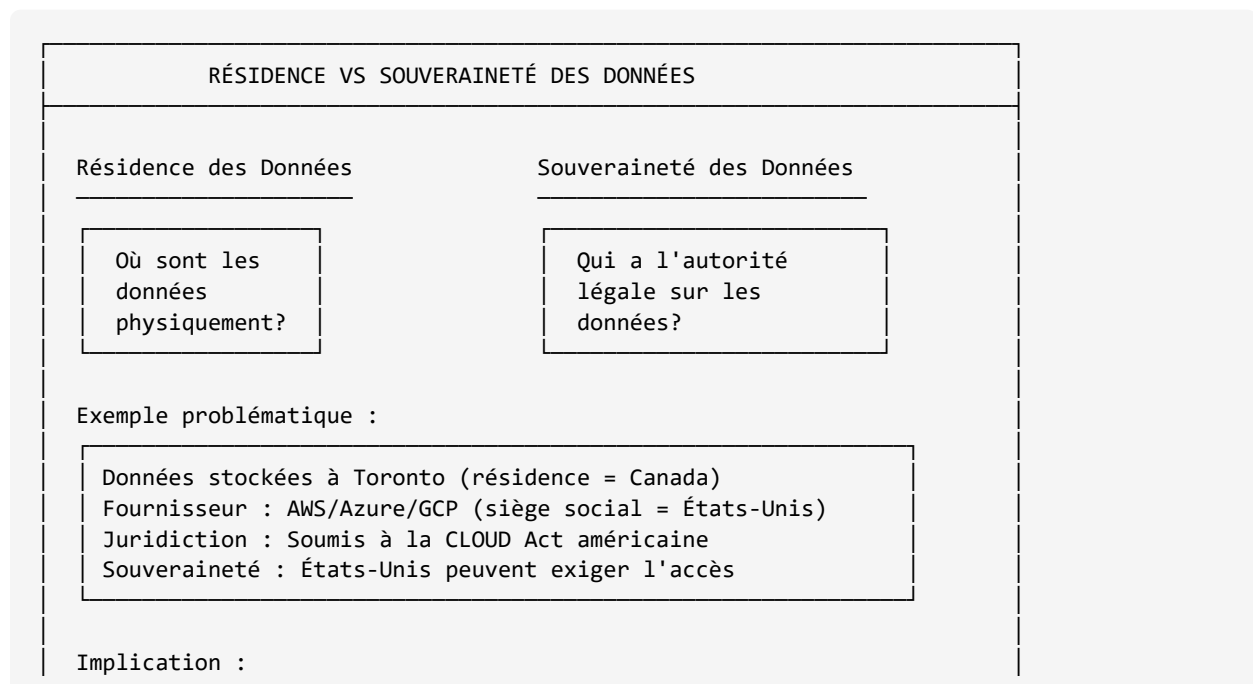 RÉSIDENCE VS SOUVERAINETÉ DES DONNÉES
Résidence des Données
Souveraineté des Données
Où sont les
données
physiquement?
Qui a l'autorité
légale sur les
données?
Exemple problématique :
Données stockées à Toronto (résidence = Canada)
Fournisseur : AWS/Azure/GCP (siège social = États-Unis)
Juridiction : Soumis à la CLOUD Act américaine
Souveraineté : États-Unis peuvent exiger l'accès
Implication :